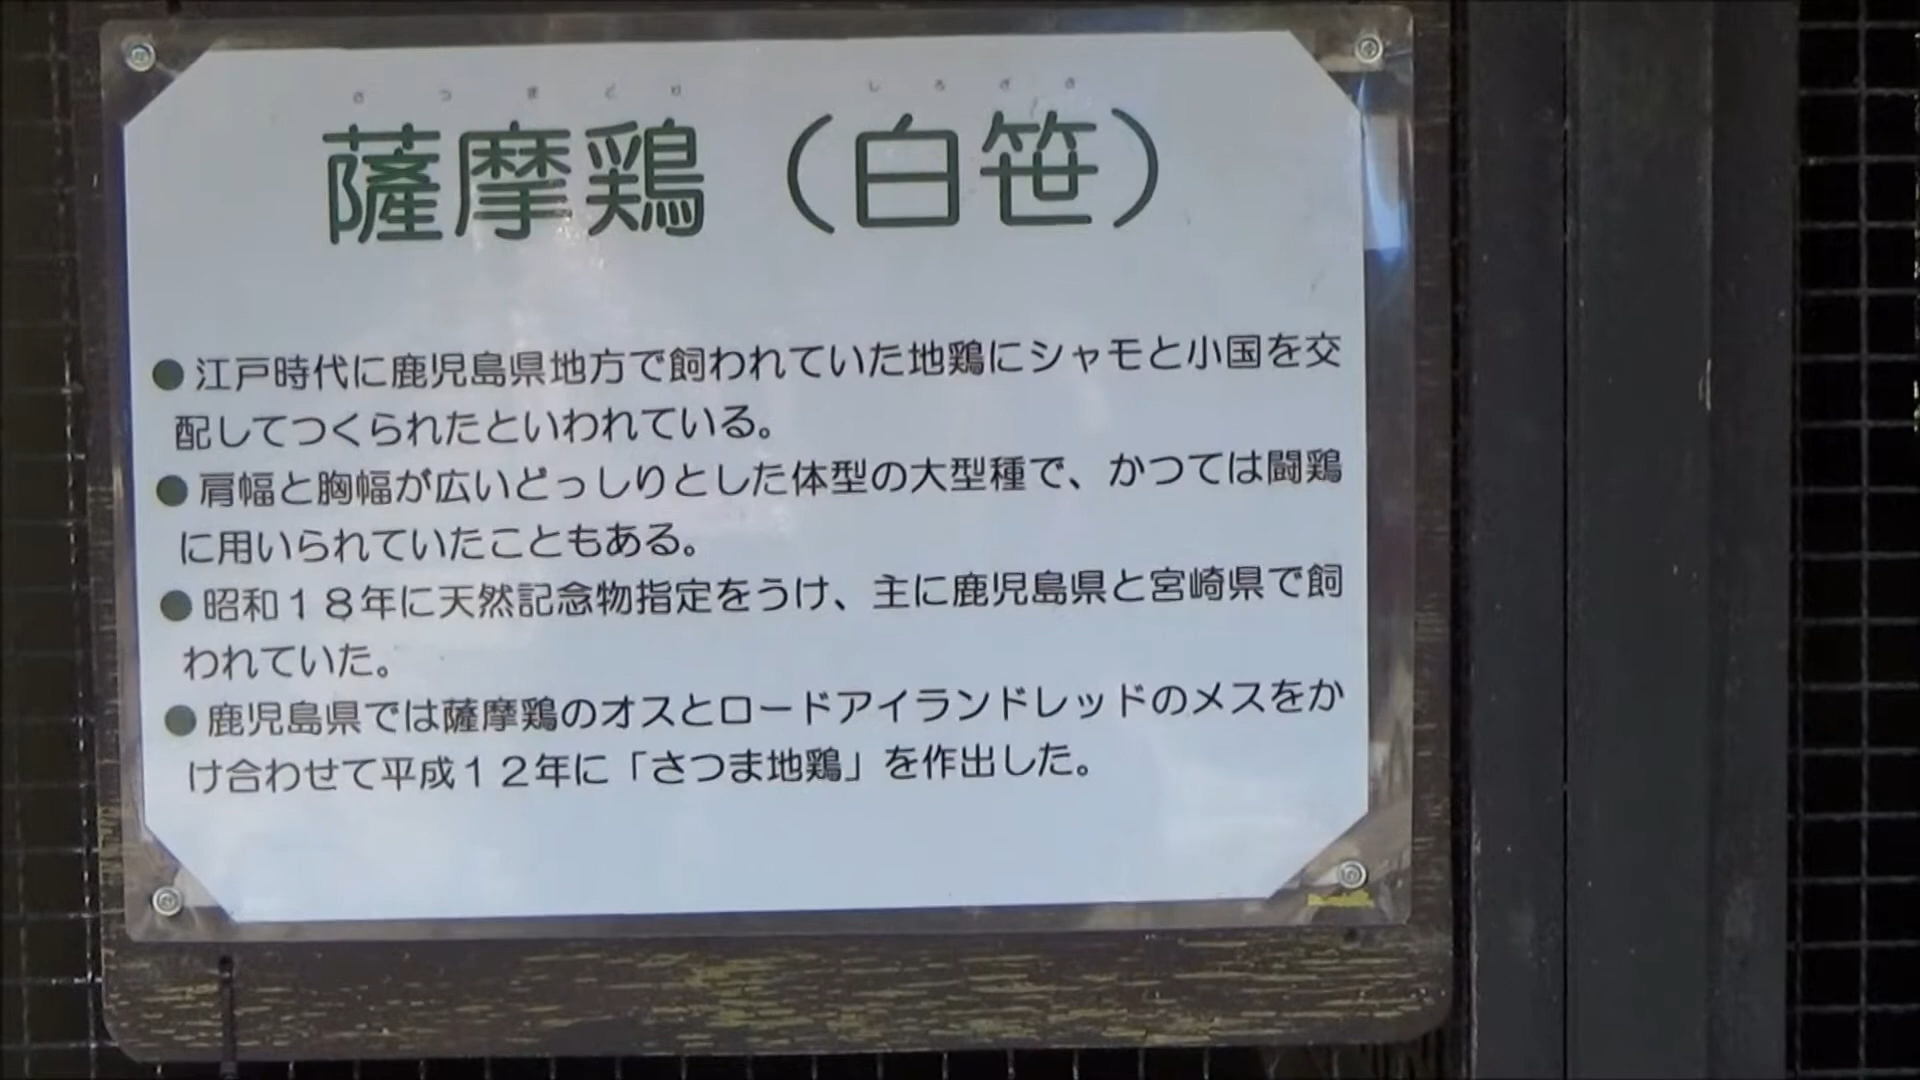 さつまどり しろざさ
薩摩鶏（白笹）
●江戸時代に鹿児島県地方で飼われていた地鶏にシャモと小国を交
配してつくられたといわれている。
●肩幅と胸幅が広いどっしりとした体型の大型種で、かつては闘鶏
に用いられていたこともある。
●昭和１８年に天然記念物指定をうけ、主に鹿児島県と宮崎県で飼
われていた。
●鹿児島県では薩摩鶏のオスとロードアイランドレッドのメスをか
け合わせて平成１２年に「さつま地鶏」を作出した。